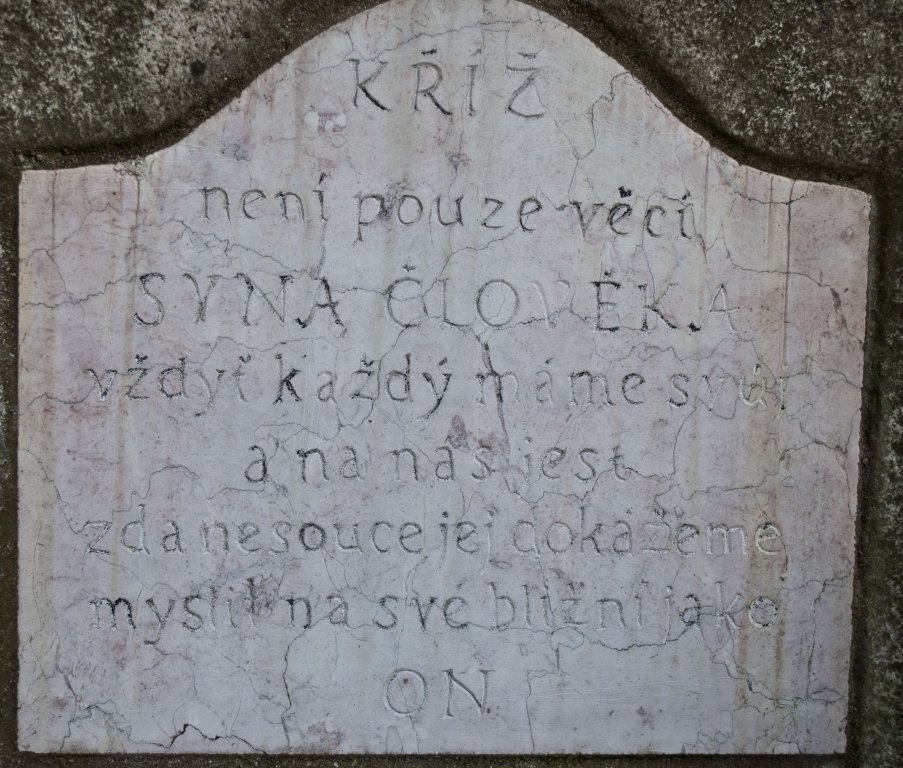 KŘÍŽ
není pouze věcí
SYNA ČLOVĚKA
vždyť každý máme svůj
a na nás jest
zda nesouce jej dokážeme
myslit na své bližní jako
ON.